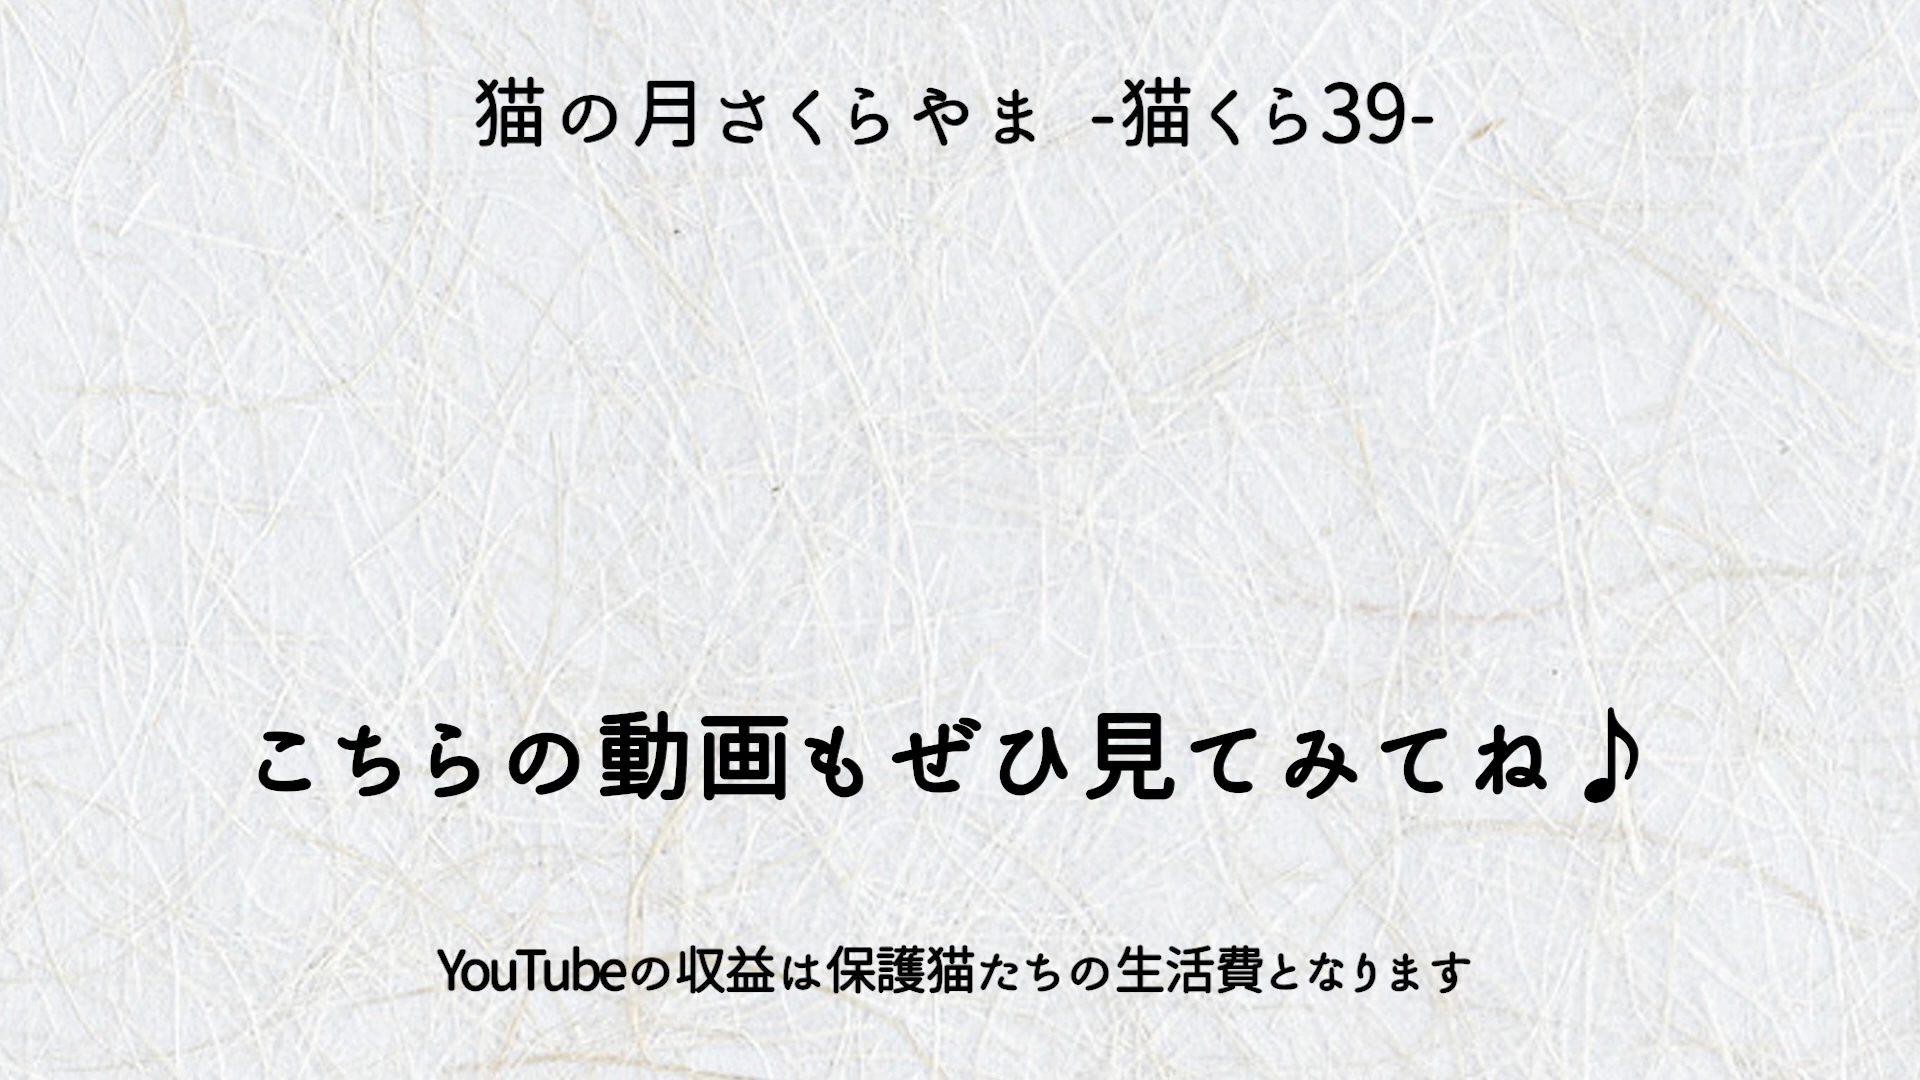 猫の月さくらやま -猫くら39-
こちらの動画もぜひ見てみてね♪
YouTubeの収益は保護猫たちの生活費となります